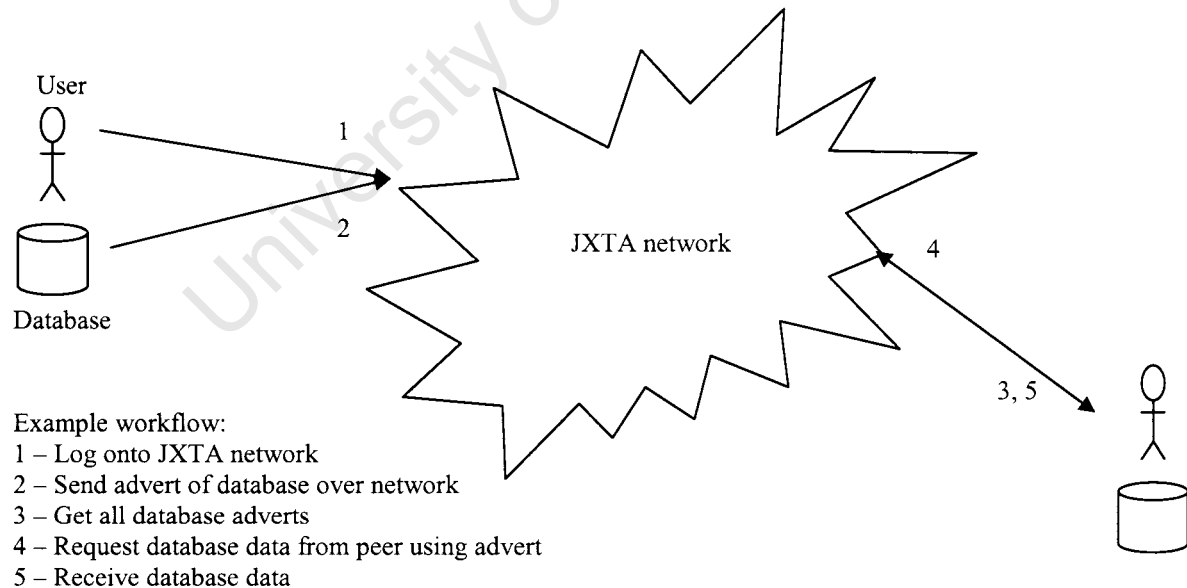 User
1
2
Database
JXTA network
4
3, 5
Example workflow:
1 – Log onto JXTA network
2 – Send advert of database over network
3 – Get all database adverts
4 – Request database data from peer using advert
5 – Receive database data
University o